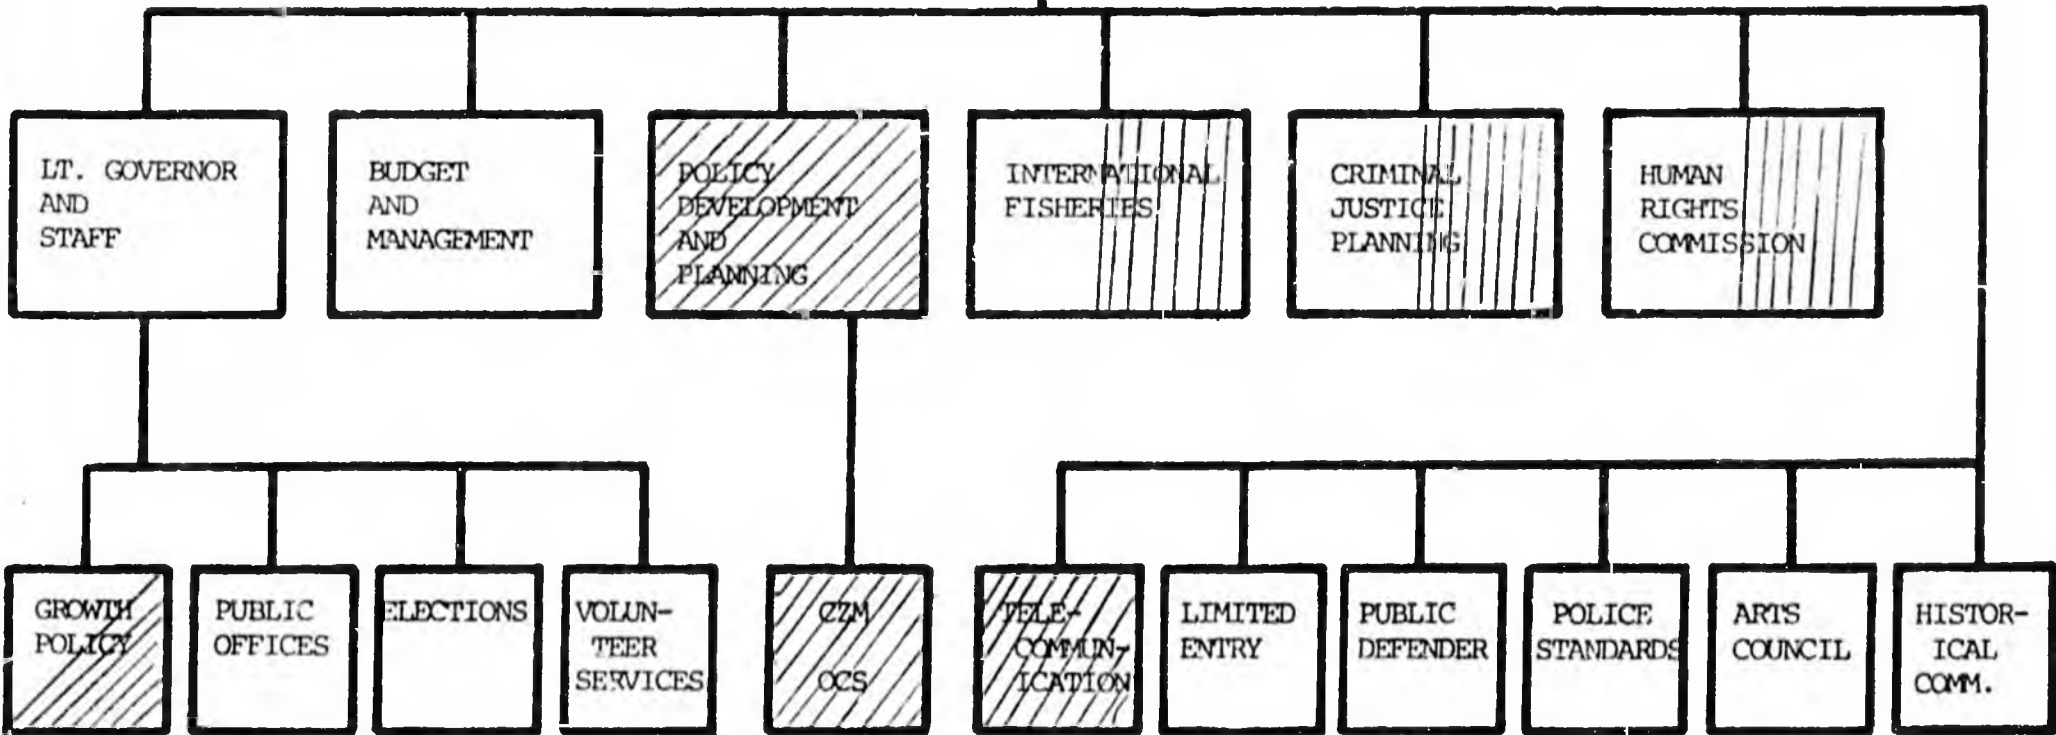 LT. GOVERNOR
AND
STAFF
BUDGET
AND
MANAGEMENT
POLICY
DEVELOPMENT
AND
PLANNING
INTERNATIONAL
FISHERIES
CRIMINAL
JUSTICE
PLANNING
HUMAN
RIGHTS
COMMISSION
GROWTH
POLICY
PUBLIC
OFFICES
ELECTIONS
VOLUN-
TEER
SERVICES
CZM
OCS
TELE-
COMMUN-
ICATION
LIMITED
ENTRY
PUBLIC
DEFENDER
POLICE
STANDARDS
ARTS
COUNCIL
HISTOR-
ICAL
COMM.